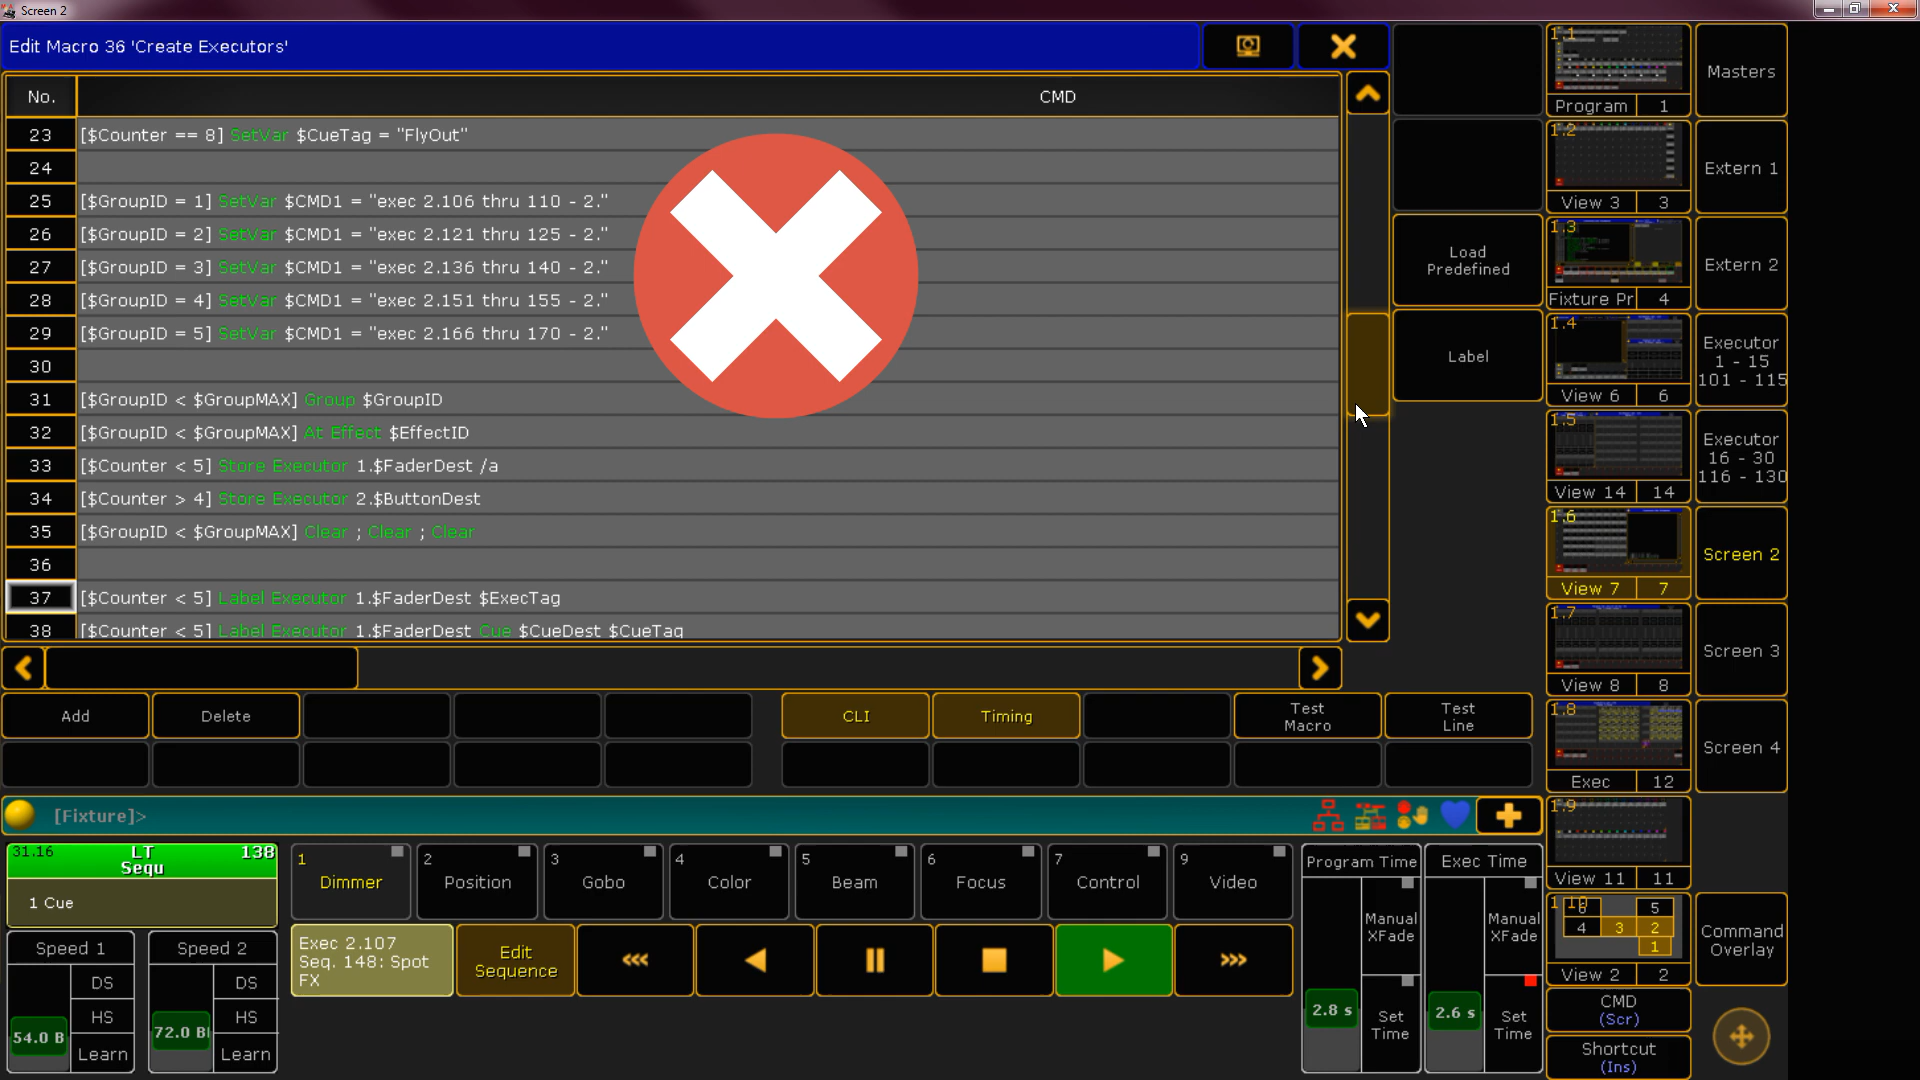 Screen 2
Edit Macro 36 'Create Executors'
No. CMD
23 [$Counter == 8] SetVar $CueTag = "FlyOut"
24
25 [$GroupID = 1] SetVar $CMD1 = "exec 2.106 thru 110 - 2."
26 [$GroupID = 2] SetVar $CMD1 = "exec 2.121 thru 125 - 2."
27 [$GroupID = 3] SetVar $CMD1 = "exec 2.136 thru 140 - 2."
28 [$GroupID = 4] SetVar $CMD1 = "exec 2.151 thru 155 - 2."
29 [$GroupID = 5] SetVar $CMD1 = "exec 2.166 thru 170 - 2."
30
31 [$GroupID < $GroupMAX] Group $GroupID
32 [$GroupID < $GroupMAX] At Effect $EffectID
33 [$Counter < 5] Store Executor 1.$FaderDest /a
34 [$Counter > 4] Store Executor 2.$ButtonDest
35 [$GroupID < $GroupMAX] Clear ; Clear ; Clear
36
37 [$Counter < 5] Label Executor 1.$FaderDest $ExecTag
38 [$Counter < 5] Label Executor 1.$FaderDest Cue $CueDest $CueTag
Load
Predefined
Label
Add
Delete
CLI
Timing
Test
Macro
Test
Line
[Fixture]>
31.16 LT 138
Sequ
1 Cue
Speed 1
DS
HS
Learn
54.0 B
Speed 2
DS
HS
Learn
72.0 B
1
Dimmer
2
Position
3
Gobo
4
Color
5
Beam
6
Focus
7
Control
9
Video
Exec 2.107
Seq. 148: Spot
FX
Edit
Sequence
Program Time
Manual
XFade
2.8 s
Set
Time
Exec Time
Manual
XFade
2.6 s
Set
Time
1.1
Program 1
1.2
View 3 3
1.3
Fixture Pr 4
1.4
View 6 6
1.5
View 14 14
1.6
View 7 7
1.7
View 8 8
1.8
Exec 12
1.9
View 11 11
5
4 3 2
1
View 2 2
CMD
(Scr)
Shortcut
(Ins)
Masters
Extern 1
Extern 2
Executor
1 - 15
101 - 115
Executor
16 - 30
116 - 130
Screen 2
Screen 3
Screen 4
Command
Overlay